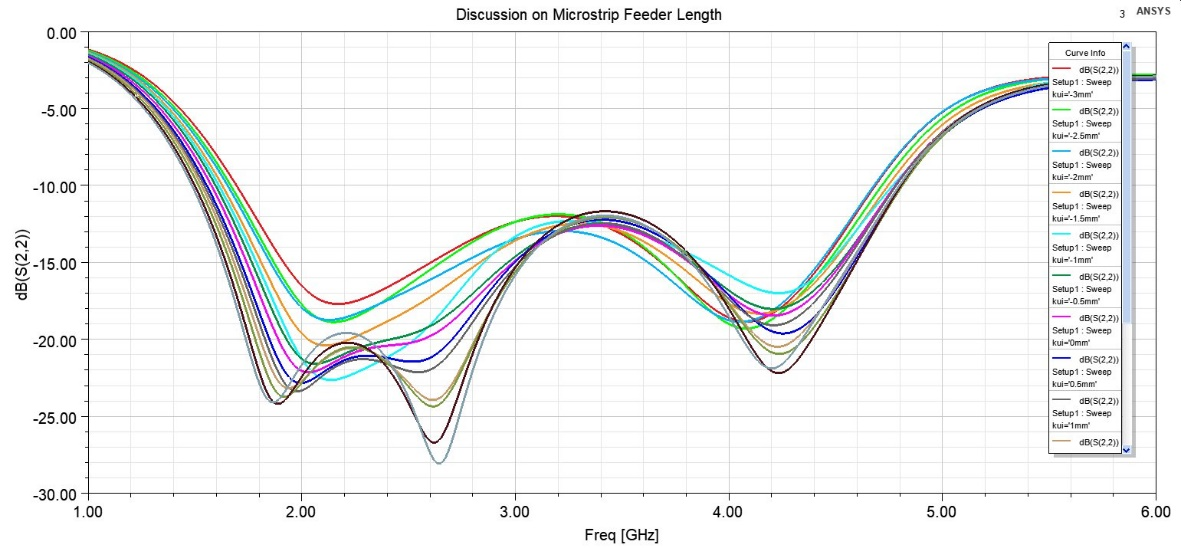 Discussion on Microstrip Feeder Length
3 ANSYS
0.00
-5.00
-10.00
-15.00
-20.00
-25.00
-30.00
dB(S(2,2))
1.00 2.00 3.00 4.00 5.00 6.00
Freq [GHz]
Curve Info
dB(S(2,2))
Setup1 : Sweep
kui='-3mm'
dB(S(2,2))
Setup1 : Sweep
kui='-2.5mm'
dB(S(2,2))
Setup1 : Sweep
kui='-2mm'
dB(S(2,2))
Setup1 : Sweep
kui='-1.5mm'
dB(S(2,2))
Setup1 : Sweep
kui='-1mm'
dB(S(2,2))
Setup1 : Sweep
kui='-0.5mm'
dB(S(2,2))
Setup1 : Sweep
kui='0mm'
dB(S(2,2))
Setup1 : Sweep
kui='0.5mm'
dB(S(2,2))
Setup1 : Sweep
kui='1mm'
dB(S(2,2))